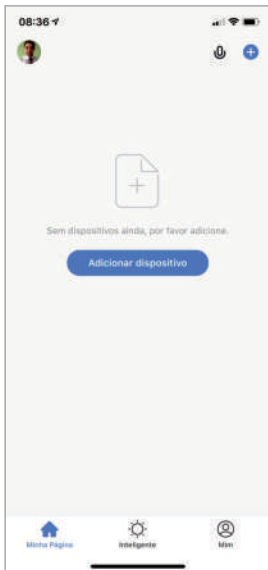 08:36
Sem dispositivos ainda, por favor adicione.
Adicionar dispositivo
Minha Página
Inteligente
Mim